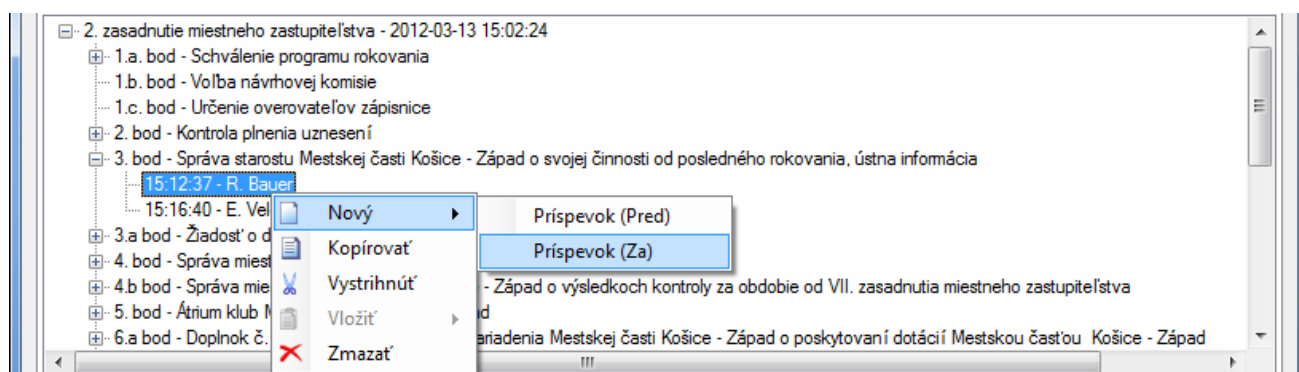 2. zasadnutie miestneho zastupiteľstva - 2012-03-13 15:02:24
1.a. bod - Schválenie programu rokovania
1.b. bod - Voľba návrhovej komisie
1.c. bod - Určenie overovateľov zápisnice
2. bod - Kontrola plnenia uznesení
3. bod - Správa starostu Mestskej časti Košice - Západ o svojej činnosti od posledného rokovania, ústna informácia
15:12:37 - R. Bauer
15:16:40 - E. Vel
Nový
Príspevok (Pred)
3.a bod - Žiadosť o d
Kopírovať
Príspevok (Za)
4. bod - Správa miest
4.b bod - Správa mie
Vystrihnúť
- Západ o výsledkoch kontroly za obdobie od VII. zasadnutia miestneho zastupiteľstva
5. bod - Átrium klub
Vložiť
6.a bod - Doplnok č.
ariadenia Mestskej časti Košice - Západ o poskytovaní dotácií Mestskou časťou Košice - Západ
Zmazať